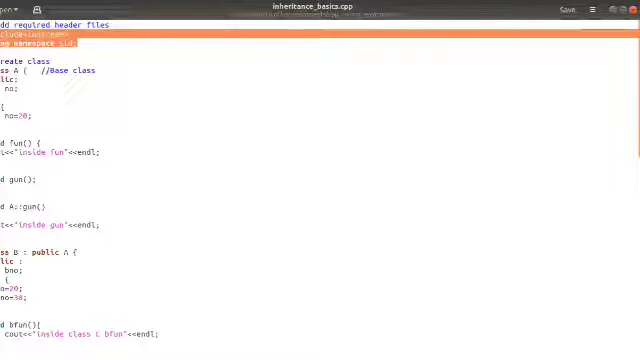 pen
inheritance_basics.cpp
Save
dd required header files
clude<iostream>
ng namespace std;
reate class
ss A { //Base class
lic:
no;
{
no=20;
d fun() {
t<<"inside fun"<<endl;
d gun();
d A::gun()
t<<"inside gun"<<endl;
ss B : public A {
lic :
bno;
{
o=20;
no=30;
d bfun(){
cout<<"inside class t bfun"<<endl;